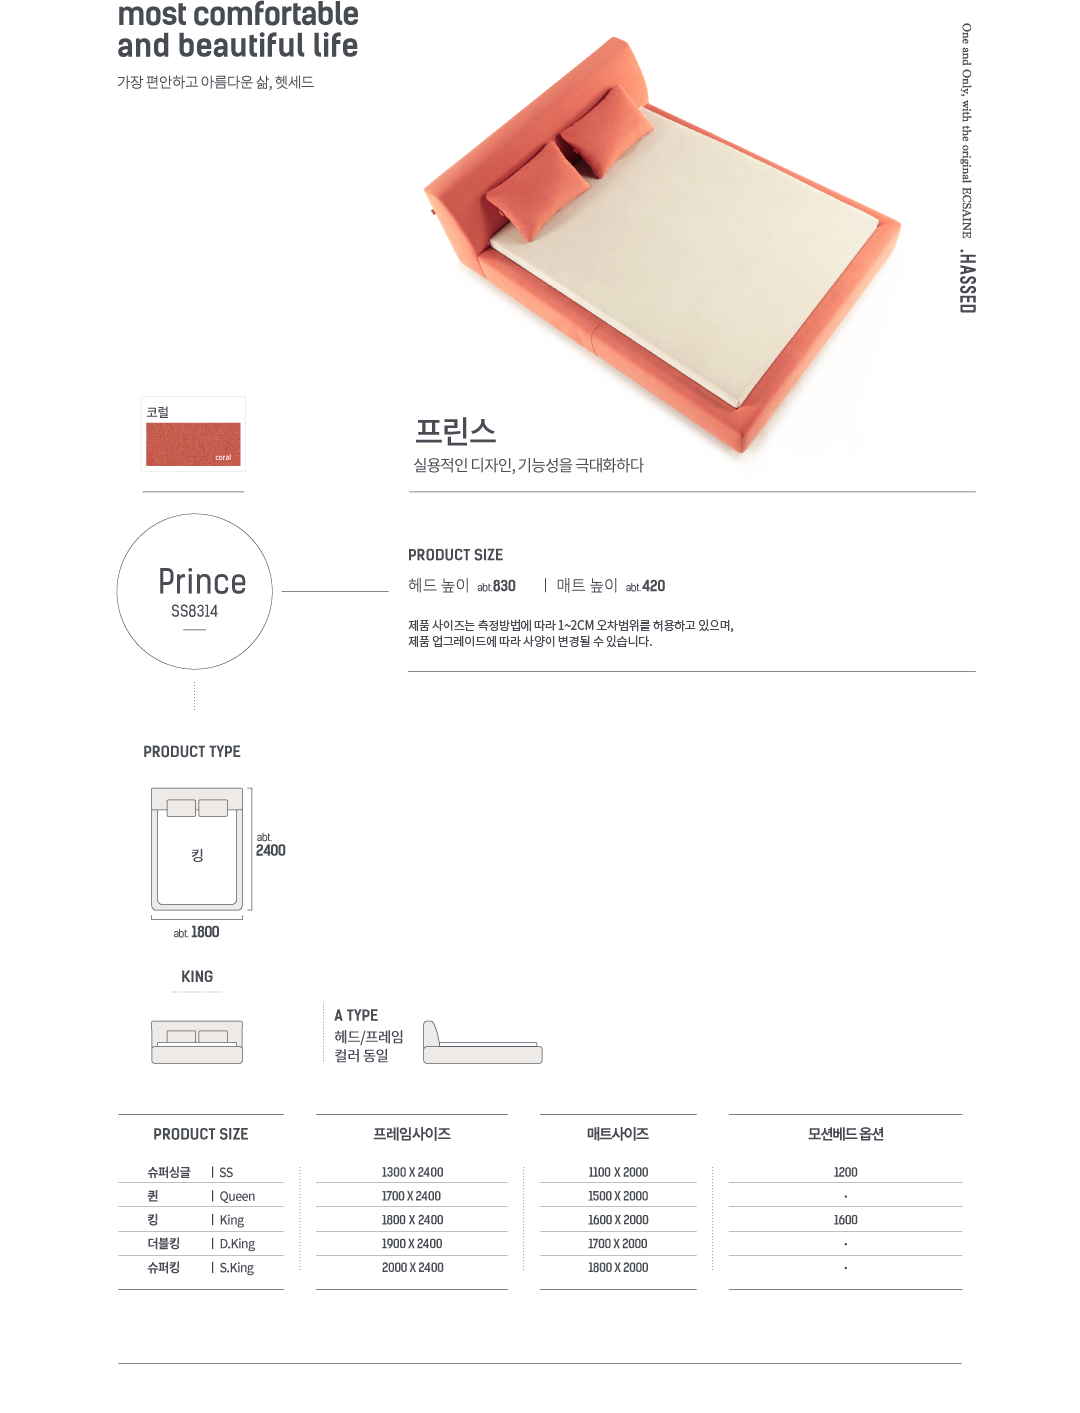 most comfortable
and beautiful life
가장 편안하고 아름다운 삶, 헷세드
One and Only, with the original ECSAINE .HASSED
코럴
coral
프린스
실용적인 디자인, 기능성을 극대화하다
Prince
SS8314
PRODUCT SIZE
헤드 높이 abt.830 | 매트 높이 abt.420
제품 사이즈는 측정방법에 따라 1~2CM 오차범위를 허용하고 있으며,
제품 업그레이드에 따라 사양이 변경될 수 있습니다.
PRODUCT TYPE
킹
abt.
2400
abt. 1800
KING
A TYPE
헤드/프레임
컬러 동일
PRODUCT SIZE 프레임사이즈 매트사이즈 모션베드 옵션
슈퍼싱글 | SS 1300 X 2400 1100 X 2000 1200
퀸 | Queen 1700 X 2400 1500 X 2000 ·
킹 | King 1800 X 2400 1600 X 2000 1600
더블킹 | D.King 1900 X 2400 1700 X 2000 ·
슈퍼킹 | S.King 2000 X 2400 1800 X 2000 ·